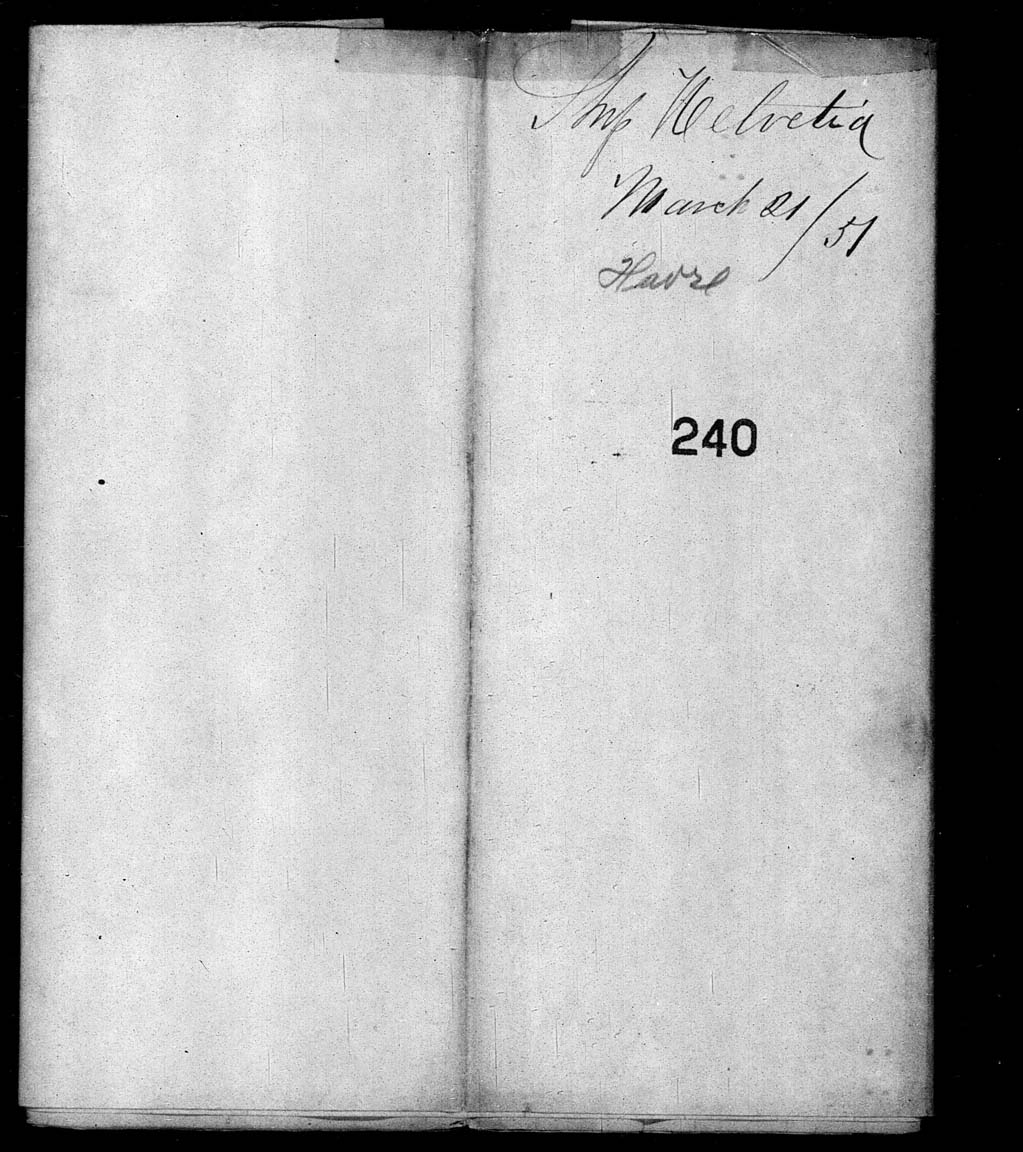 Ship Helvetia
March 21/51
Havre
240